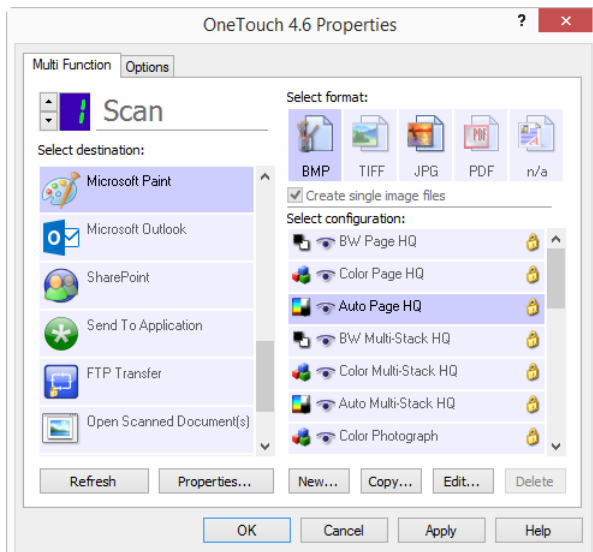 OneTouch 4.6 Properties
? ×
Multi Function Options
1 Scan
Select destination:
Microsoft Paint
Microsoft Outlook
SharePoint
Send To Application
FTP Transfer
Open Scanned Document(s)
Refresh Properties...
Select format:
BMP TIFF JPG PDF n/a
Create single image files
Select configuration:
BW Page HQ
Color Page HQ
Auto Page HQ
BW Multi-Stack HQ
Color Multi-Stack HQ
Auto Multi-Stack HQ
Color Photograph
New... Copy... Edit... Delete
OK Cancel Apply Help